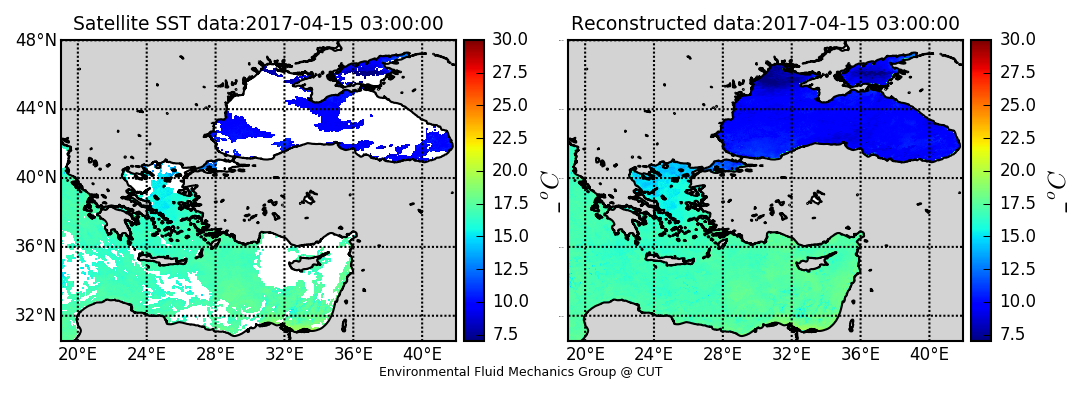 Satellite SST data:2017-04-15 03:00:00
48°N
44°N
40°N
36°N
32°N
20°E 24°E 28°E 32°E 36°E 40°E
30.0
27.5
25.0
22.5
20.0
17.5
15.0
12.5
10.0
7.5
_°C
Reconstructed data:2017-04-15 03:00:00
20°E 24°E 28°E 32°E 36°E 40°E
30.0
27.5
25.0
22.5
20.0
17.5
15.0
12.5
10.0
7.5
_°C
Environmental Fluid Mechanics Group @ CUT